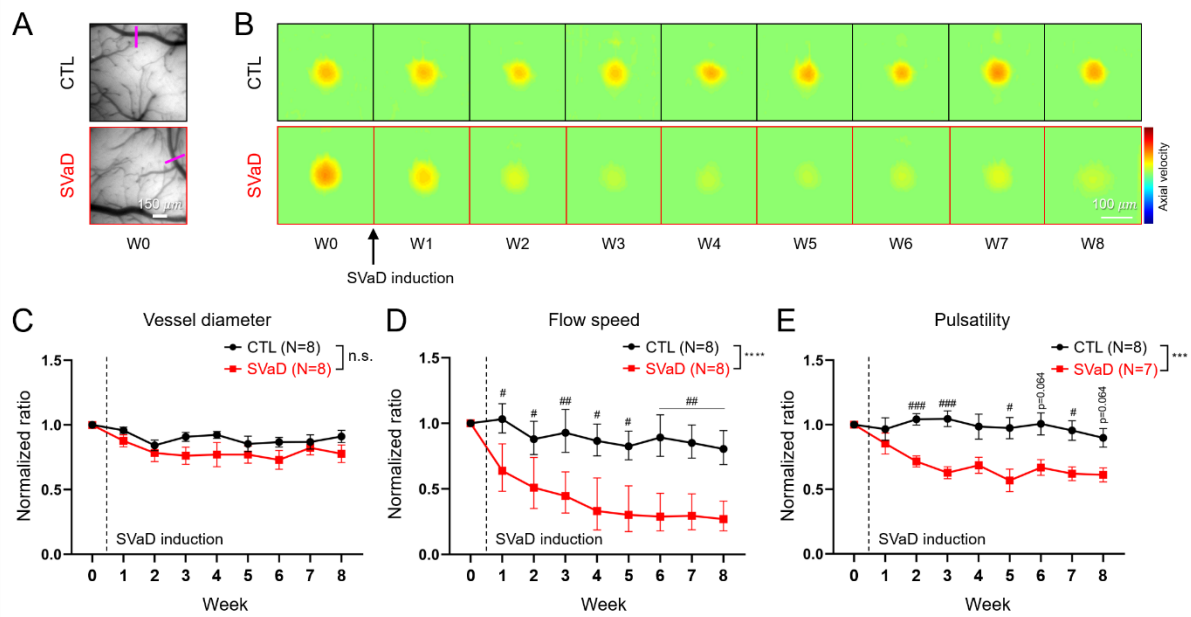 A
B
CTL
SVaD
150 μm
W0
CTL
SVaD
100 μm
Axial velocity
W0 W1 W2 W3 W4 W5 W6 W7 W8
SVaD induction
C
Vessel diameter
CTL (N=8)
SVaD (N=8)
n.s.
Normalized ratio
1.5
1.0
0.5
0.0
SVaD induction
0 1 2 3 4 5 6 7 8
Week
D
Flow speed
CTL (N=8)
SVaD (N=8)
****
Normalized ratio
1.5
1.0
0.5
0.0
# # ## # # ##
SVaD induction
0 1 2 3 4 5 6 7 8
Week
E
Pulsatility
CTL (N=8)
SVaD (N=7)
***
Normalized ratio
1.5
1.0
0.5
0.0
### ### # p=0.064 # p=0.064
SVaD induction
0 1 2 3 4 5 6 7 8
Week